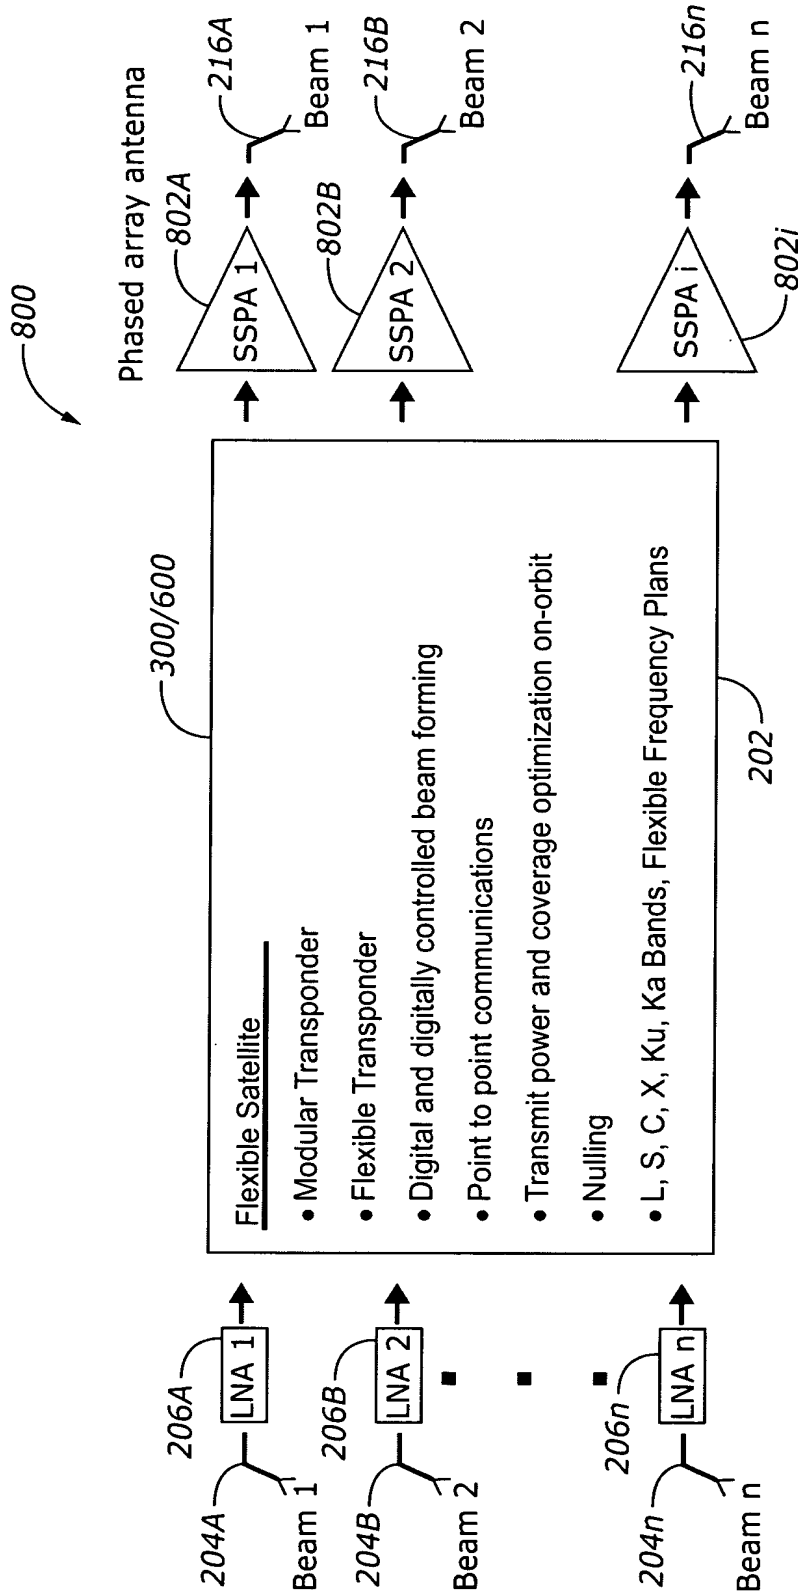 800
Phased array antenna
204A
206A
LNA 1
Beam 1
204B
206B
LNA 2
Beam 2
204n
206n
LNA n
Beam n
300/600
Flexible Satellite
• Modular Transponder
• Flexible Transponder
• Digital and digitally controlled beam forming
• Point to point communications
• Transmit power and coverage optimization on-orbit
• Nulling
• L, S, C, X, Ku, Ka Bands, Flexible Frequency Plans
202
802A
SSPA 1
216A
Beam 1
802B
SSPA 2
216B
Beam 2
SSPA i
802i
216n
Beam n